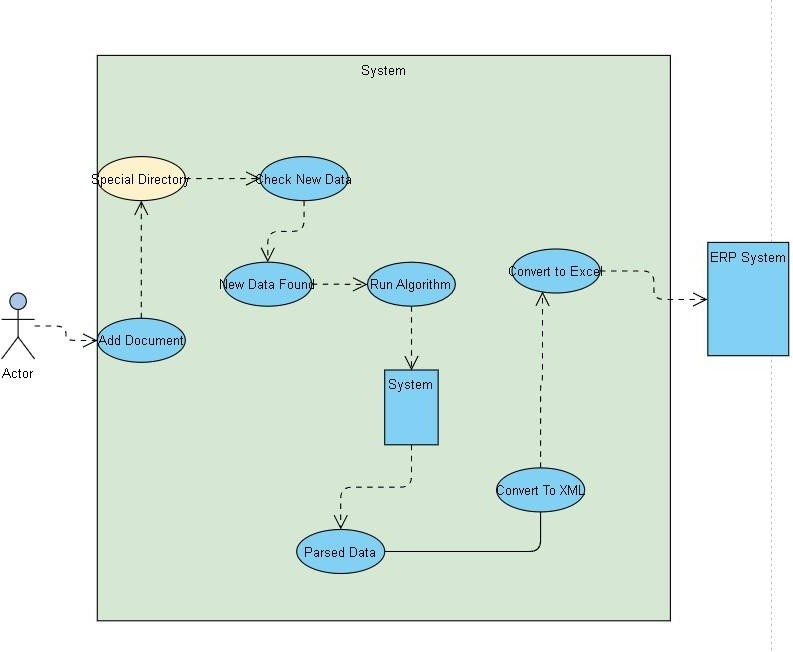 System
Special Directory
Check New Data
New Data Found
Run Algorithm
Convert to Excel
ERP System
Add Document
Actor
System
Convert To XML
Parsed Data